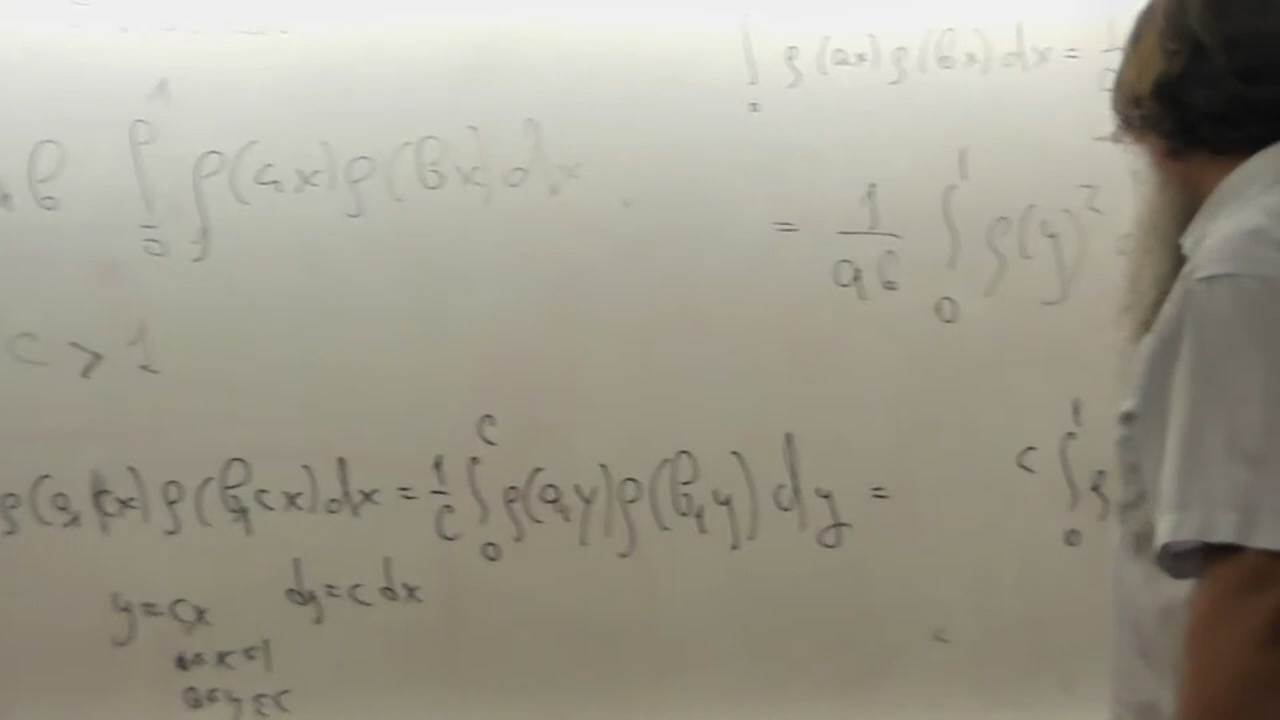 ∫₀ ρ(ax)ρ(bx)dx =
b ∫₀¹ ρ(ax)ρ(bx)dx
= 1/ab ∫₀¹ ρ(y)²
c > 1
ρ(a₁cx)ρ(b₁cx)dx = 1/c ∫₀ᶜ ρ(a₁y)ρ(b₁y)dy = c ∫₀¹ ρ
y=cx dy=c dx
0≤x≤1
0≤y≤c